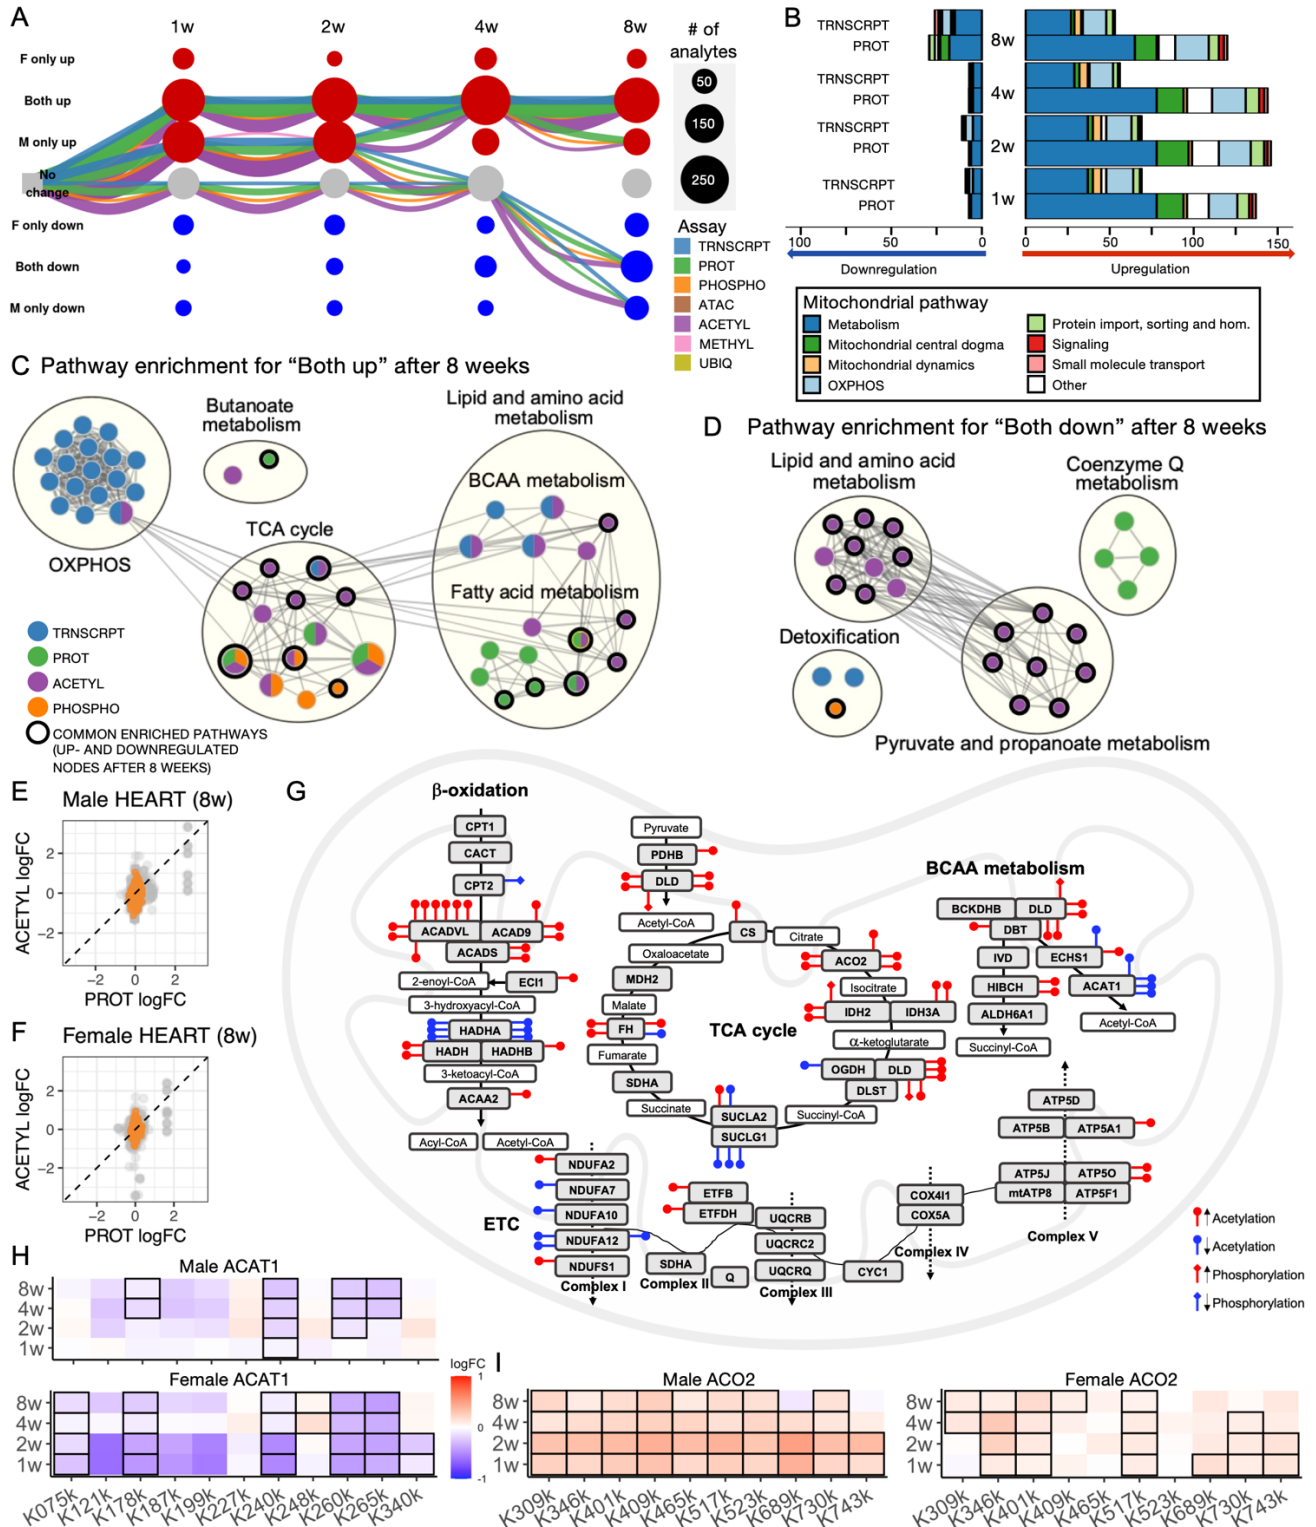 A
1w 2w 4w 8w
F only up
Both up
M only up
No
change
F only down
Both down
M only down
# of
analytes
50
150
250
Assay
TRNSCRPT
PROT
PHOSPHO
ATAC
ACETYL
METHYL
UBIQ
B
TRNSCRPT
PROT
8w
TRNSCRPT
PROT
4w
TRNSCRPT
PROT
2w
TRNSCRPT
PROT
1w
100 50 0 0 50 100 150
Downregulation Upregulation
Mitochondrial pathway
Metabolism
Mitochondrial central dogma
Mitochondrial dynamics
OXPHOS
Protein import, sorting and hom.
Signaling
Small molecule transport
Other
C Pathway enrichment for “Both up” after 8 weeks
Butanoate
metabolism
Lipid and amino acid
metabolism
BCAA metabolism
TCA cycle
OXPHOS
Fatty acid metabolism
TRNSCRPT
PROT
ACETYL
PHOSPHO
COMMON ENRICHED PATHWAYS
(UP- AND DOWNREGULATED
NODES AFTER 8 WEEKS)
D Pathway enrichment for “Both down” after 8 weeks
Lipid and amino acid
metabolism
Coenzyme Q
metabolism
Detoxification
Pyruvate and propanoate metabolism
E Male HEART (8w)
ACETYL logFC
2
0
−2
−2 0 2
PROT logFC
F Female HEART (8w)
ACETYL logFC
2
0
−2
−2 0 2
PROT logFC
G
β-oxidation
CPT1
CACT
CPT2
ACADVL ACAD9
ACADS
2-enoyl-CoA ECI1
3-hydroxyacyl-CoA
HADHA
HADH HADHB
3-ketoacyl-CoA
ACAA2
Acyl-CoA Acetyl-CoA
Pyruvate
PDHB
DLD
Acetyl-CoA
CS
Citrate
Oxaloacetate
ACO2
MDH2
Isocitrate
Malate
IDH2 IDH3A
FH
TCA cycle
α-ketoglutarate
Fumarate
OGDH DLD
SDHA
DLST
Succinate
SUCLA2
Succinyl-CoA
SUCLG1
BCAA metabolism
BCKDHB DLD
DBT
IVD ECHS1
HIBCH ACAT1
ALDH6A1
Acetyl-CoA
Succinyl-CoA
ETC
NDUFA2
NDUFA7
NDUFA10
NDUFA12
NDUFS1
Complex I
ETFB
ETFDH
SDHA
Complex II
Q
UQCRB
UQCRC2
UQCRQ
Complex III
CYC1
COX4I1
COX5A
Complex IV
ATP5D
ATP5B ATP5A1
ATP5J ATP5O
mtATP8 ATP5F1
Complex V
Acetylation
Acetylation
Phosphorylation
Phosphorylation
H
Male ACAT1
8w
4w
2w
1w
Female ACAT1
8w
4w
2w
1w
K075k K121k K178k K187k K199k K227k K240k K248k K260k K265k K340k
logFC
1
0
-1
I
Male ACO2
K309k K346k K401k K409k K465k K517k K523k K689k K730k K743k
Female ACO2
8w
4w
2w
1w
K309k K346k K401k K409k K465k K517k K523k K689k K730k K743k
8w
4w
2w
1w